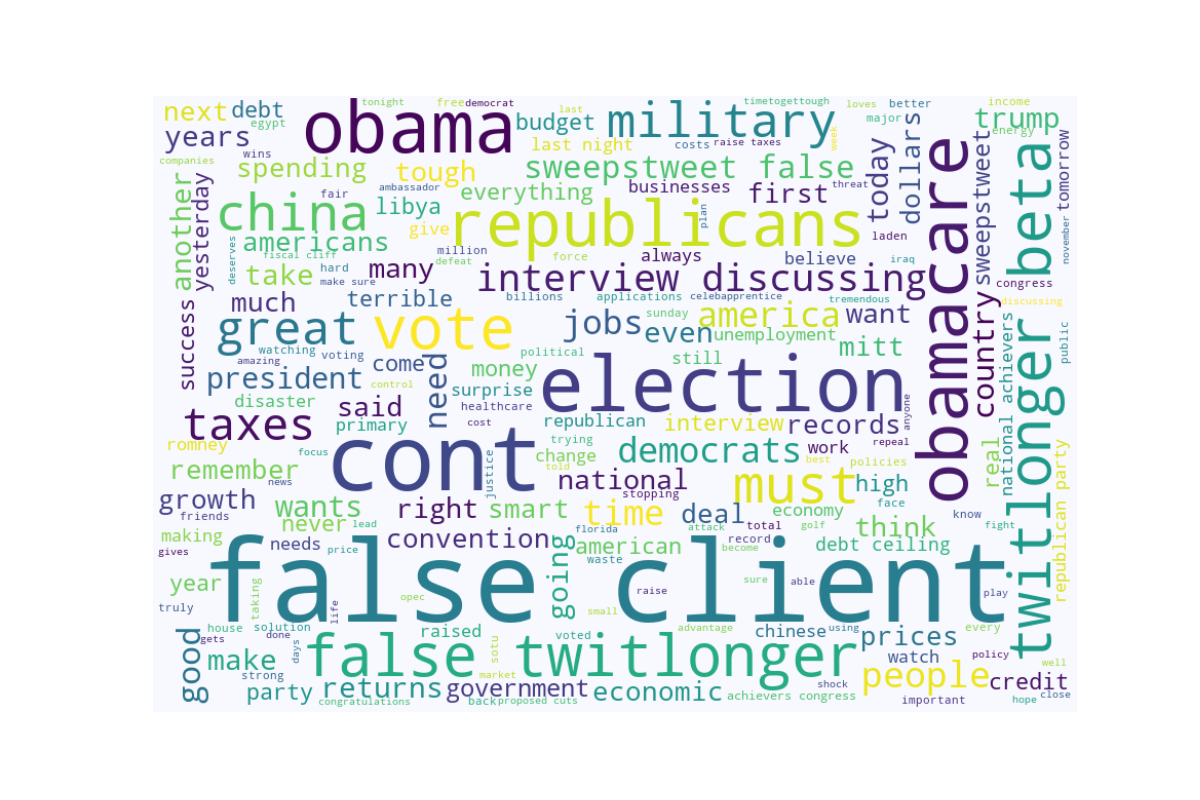 tonight
free
democrat
last
timetogettough
loves
better
income
next
debt
obama
budget
military
major
trump
egypt
years
wins
last night
costs
raise taxes
week
today
dollars
energy
companies
spending
tough
sweepstweet false
obamacare
sweepstweet
beta
tomorrow
another
yesterday
fair
ambassador
everything
businesses
first
threat
china
libya
give
republicans
plan
laden
november
deserves
americans
fiscal cliff
million
defeat
force
always
believe
iraq
congress
take
hard
make sure
many
interview discussing
country
discussing
success
much
terrible
billions
applications
celebapprentice
tremendous
want
great
vote
jobs
sunday
america
even
unemployment
mitt
national achievers
twitlonger
public
watching
voting
amazing
come
need
political
still
president
control
money
surprise
election
disaster
taxes
said
primary
healthcare
cost
republican
interview
records
anyone
romney
focus
cont
trying
change
democrats
work
repeal
real
republican party
remember
news
justice
told
national
stopping
best
policies
must
high
growth
friends
wants
right
smart
time
deal
economy
face
know
never
lead
florida
attack
total
golf
think
fight
making
needs
convention
going
american
record
become
debt ceiling
gives
price
waste
year
false client
sure
able
play
truly
taking
life
opec
raise
small
good
house
solution
raised
sotu
voted
advantage
chinese
using
prices
every
gets
done
days
make
false twitlonger
watch
policy
well
strong
market
shock
people
credit
party
returns
government
economic
achievers congress
important
hope
close
congratulations
back
proposed cuts